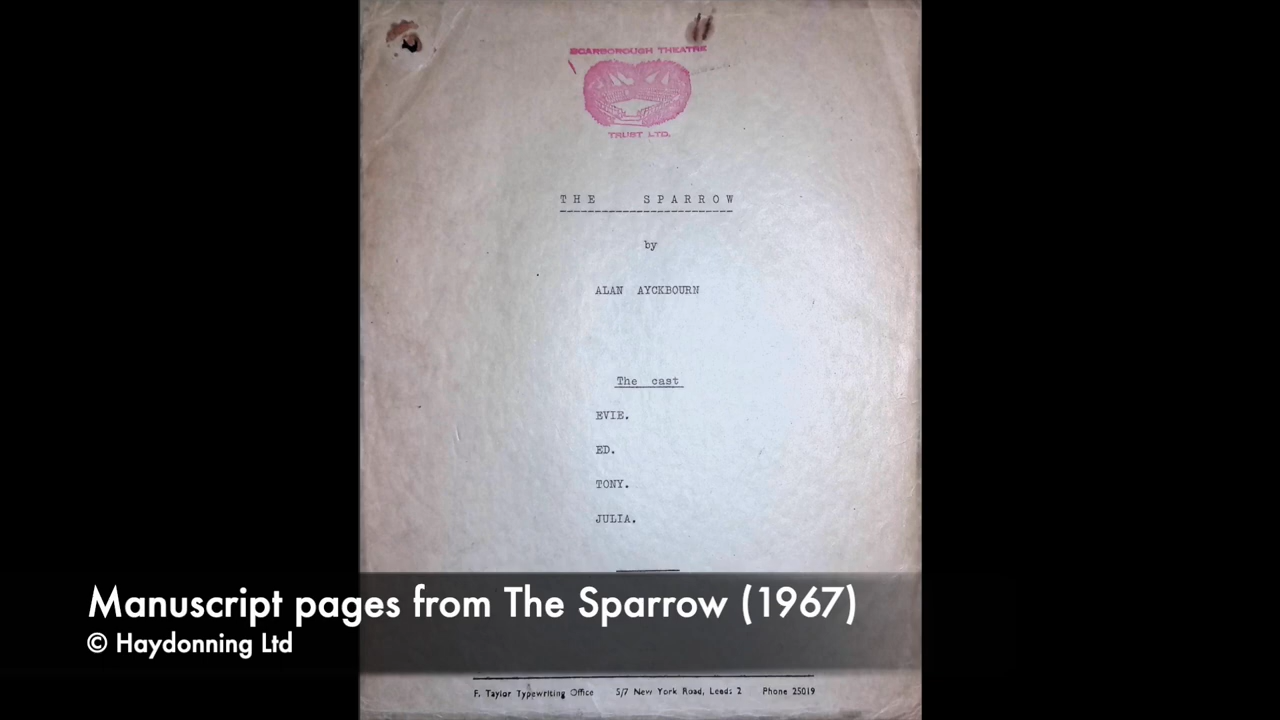 SCARBOROUGH THEATRE
TRUST LTD.
THE SPARROW
by
ALAN AYCKBOURN
The cast
EVIE.
ED.
TONY.
JULIA.
Manuscript pages from The Sparrow (1967)
© Haydonning Ltd
F. Taylor Typewriting Office 5/7 New York Road, Leeds 2 Phone 25019